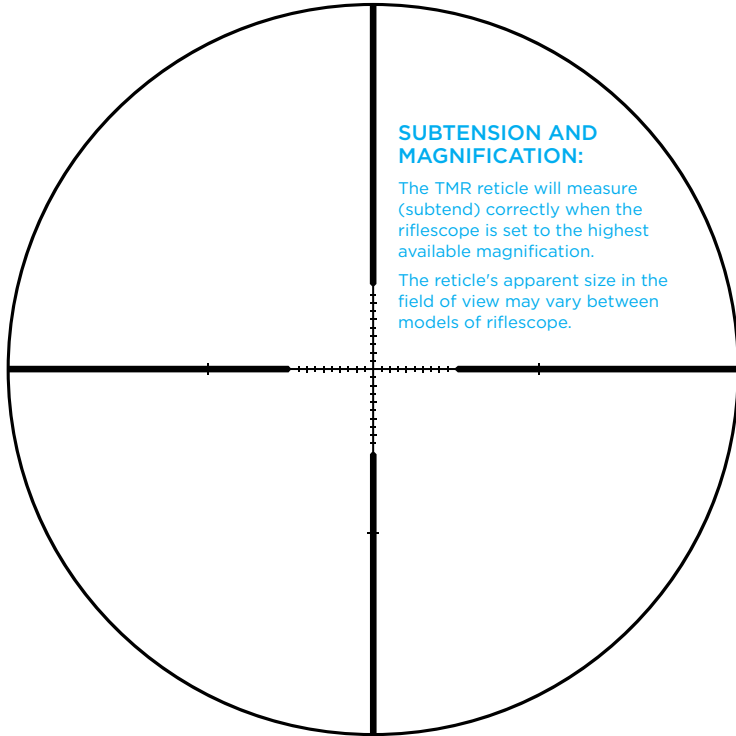 SUBTENSION AND
MAGNIFICATION:
The TMR reticle will measure
(subtend) correctly when the
riflescope is set to the highest
available magnification.
The reticle's apparent size in the
field of view may vary between
models of riflescope.